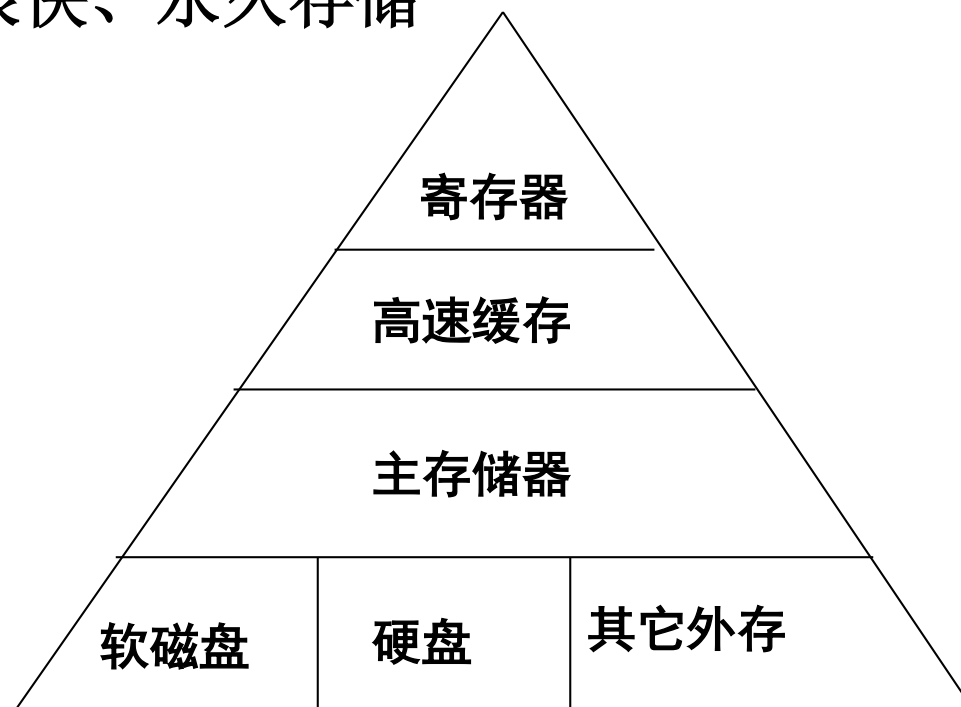 快、永久存储
寄存器
高速缓存
主存储器
软磁盘
硬盘
其它外存